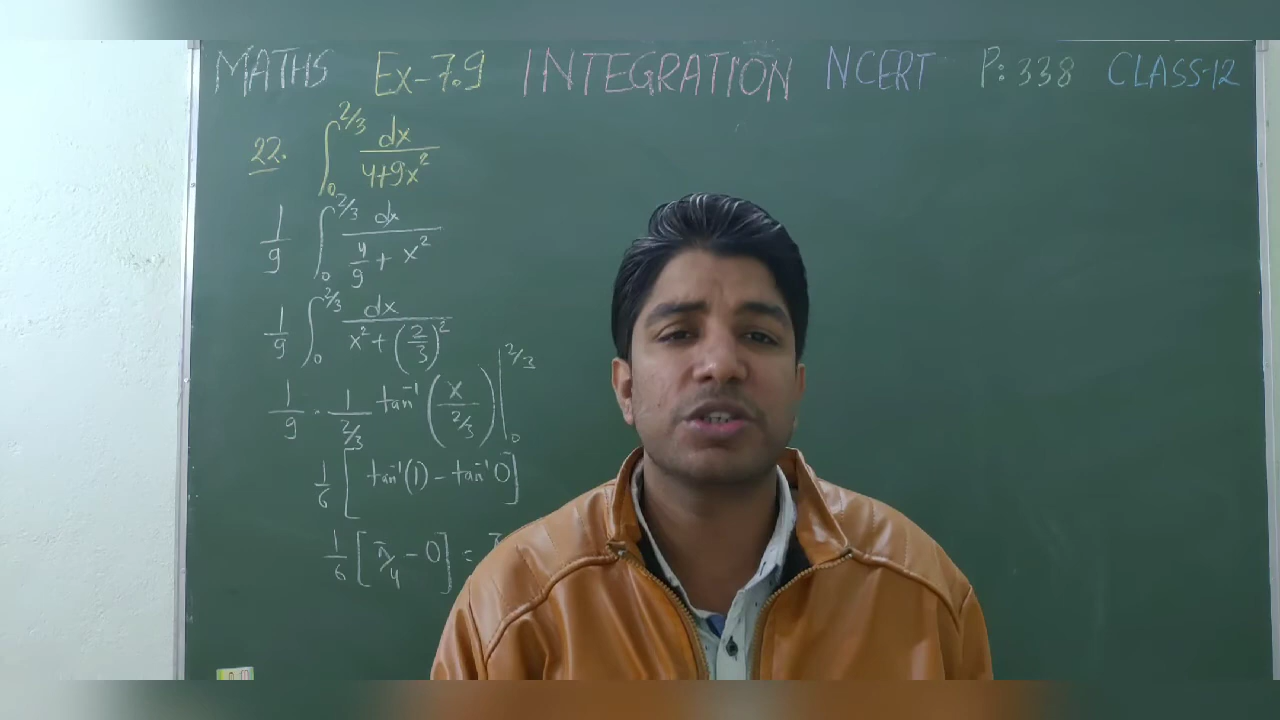 MATHS Ex-7.9 INTEGRATION NCERT P: 338 CLASS-12
22. ∫₀^{2/3} dx/(4+9x²)
1/9 ∫₀^{2/3} dx/(4/9 + x²)
1/9 ∫₀^{2/3} dx/(x²+(2/3)²)
1/9 · 1/(2/3) tan⁻¹(x/(2/3))|₀^{2/3}
1/6 [tan⁻¹(1) – tan⁻¹0]
1/6 [π/4 – 0] =